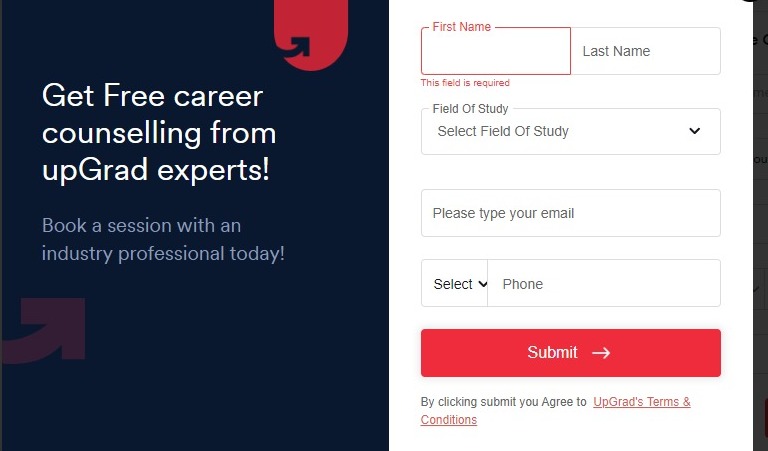 Get Free career
counselling from
upGrad experts!
Book a session with an
industry professional today!
First Name
Last Name
This field is required
Field Of Study
Select Field Of Study
Please type your email
Select
Phone
Submit
By clicking submit you Agree to UpGrad's Terms &
Conditions